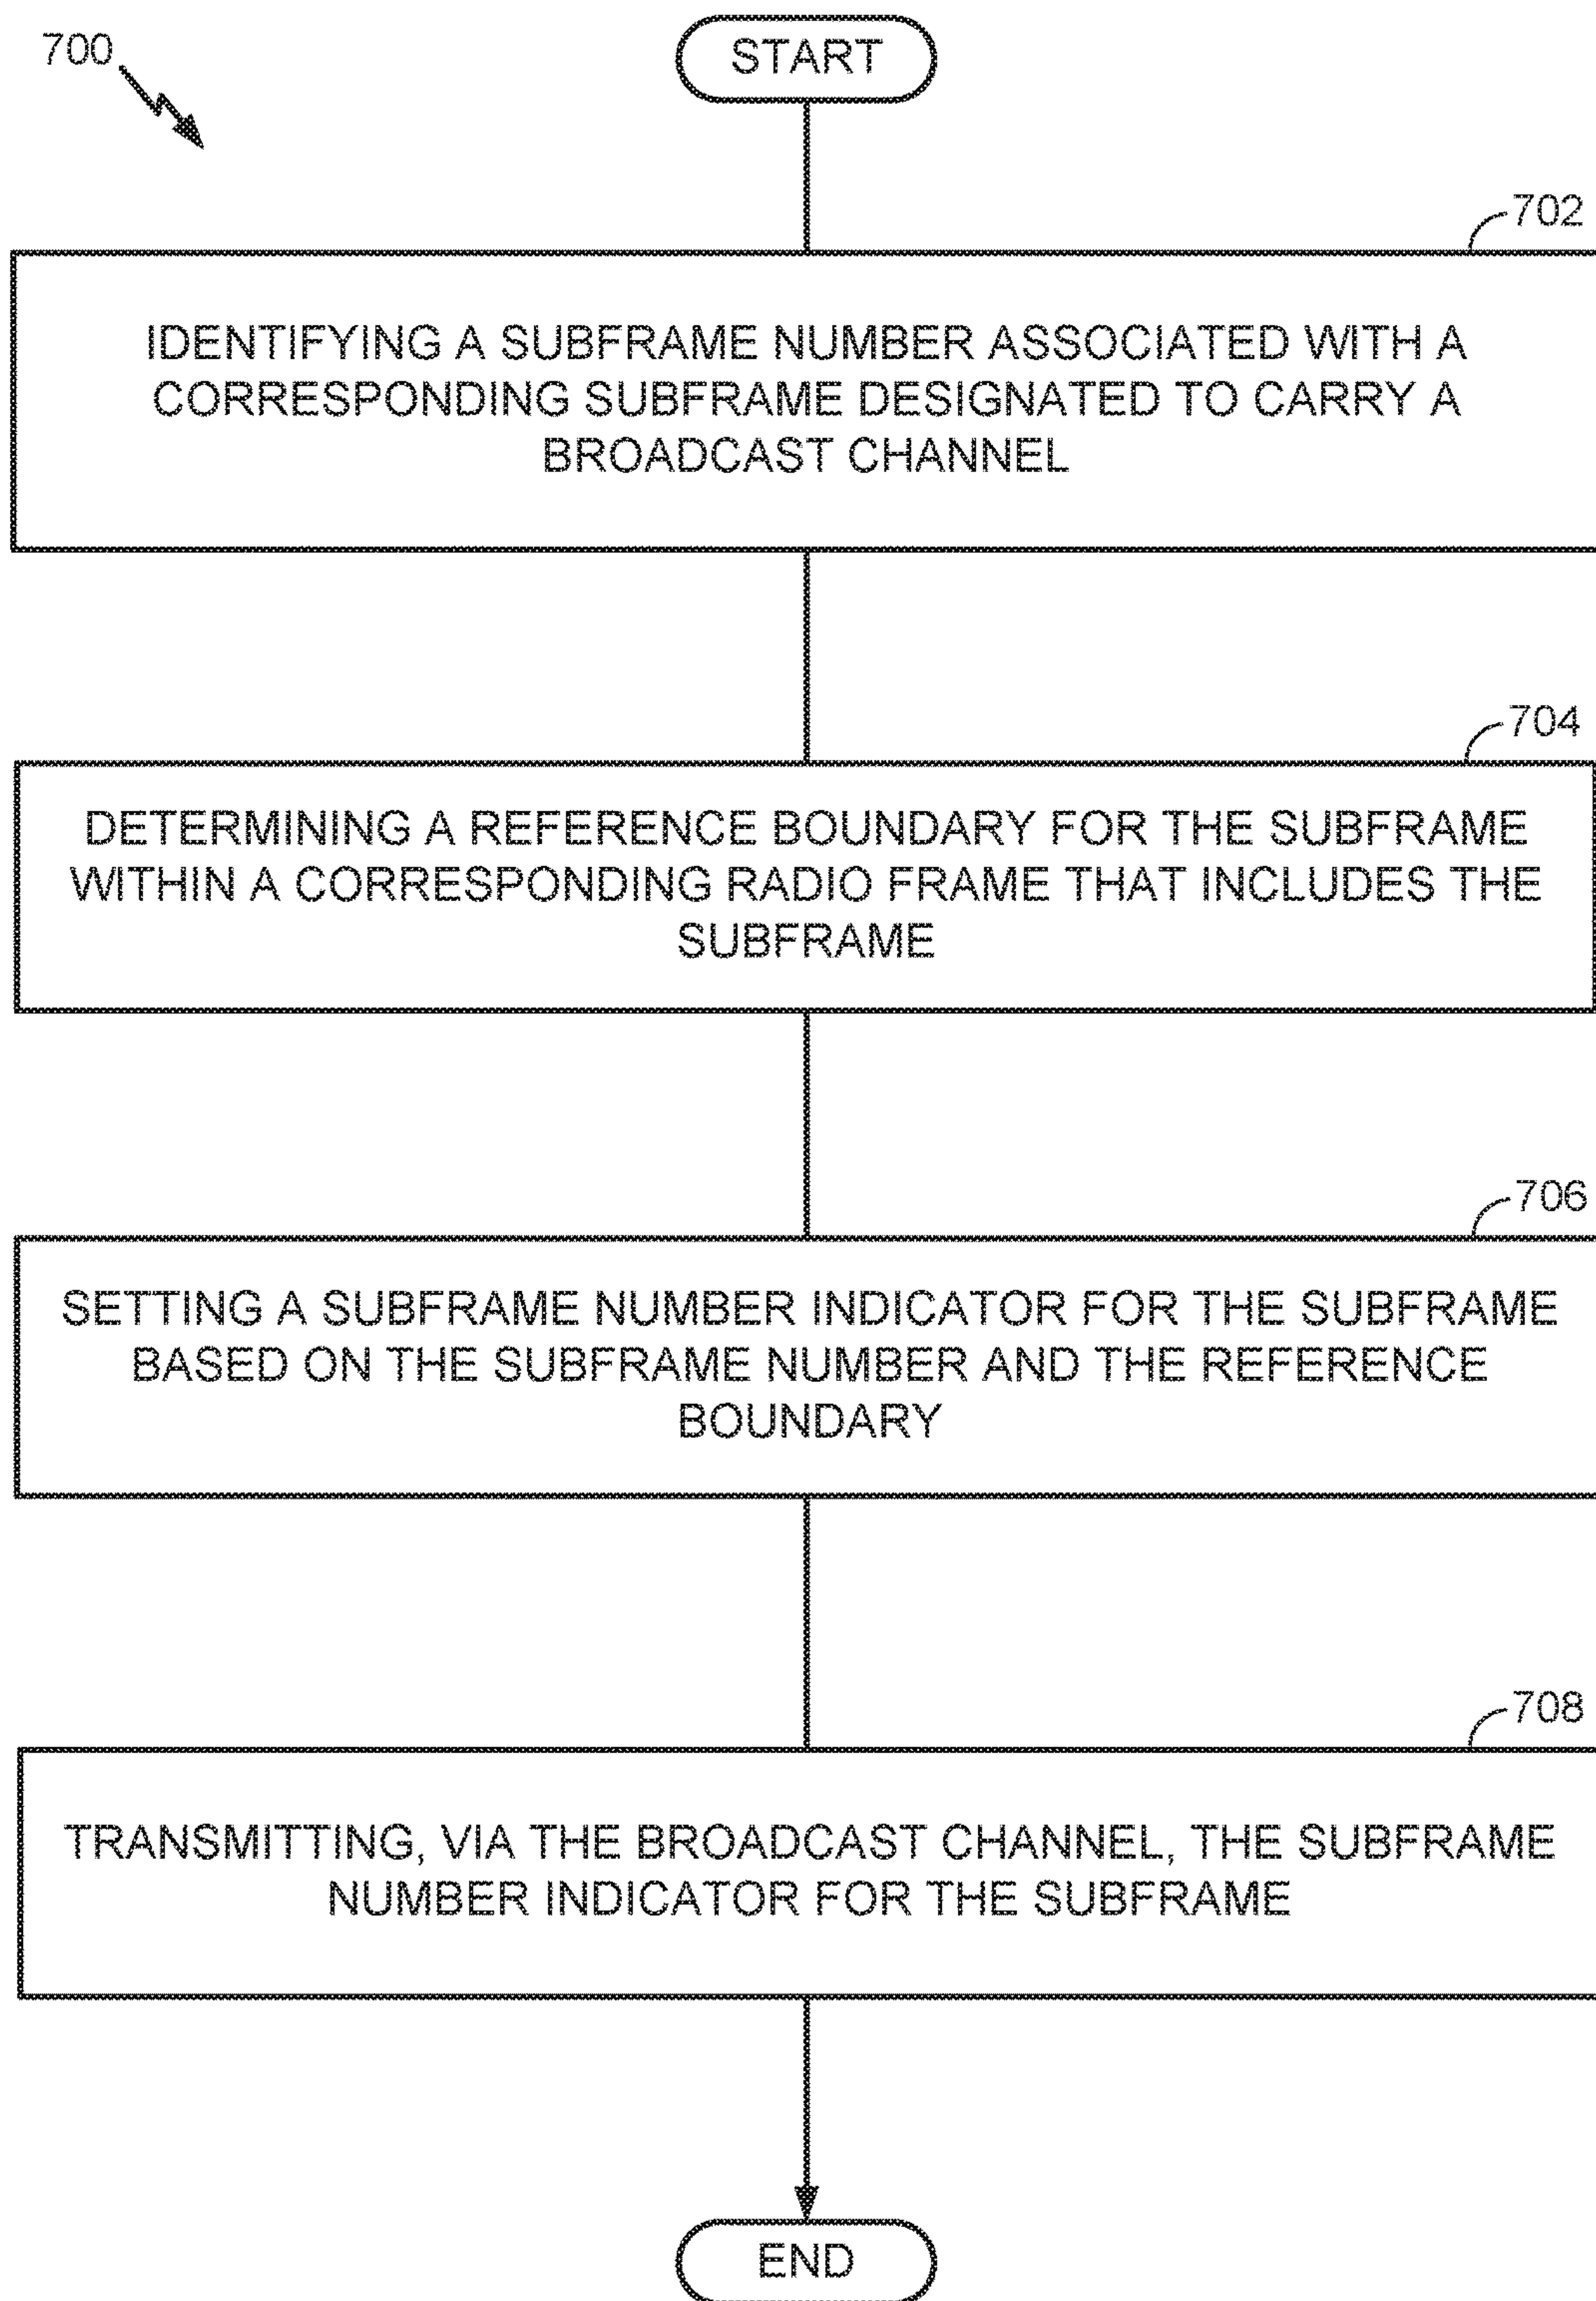 700
START
702
IDENTIFYING A SUBFRAME NUMBER ASSOCIATED WITH A
CORRESPONDING SUBFRAME DESIGNATED TO CARRY A
BROADCAST CHANNEL
704
DETERMINING A REFERENCE BOUNDARY FOR THE SUBFRAME
WITHIN A CORRESPONDING RADIO FRAME THAT INCLUDES THE
SUBFRAME
706
SETTING A SUBFRAME NUMBER INDICATOR FOR THE SUBFRAME
BASED ON THE SUBFRAME NUMBER AND THE REFERENCE
BOUNDARY
708
TRANSMITTING, VIA THE BROADCAST CHANNEL, THE SUBFRAME
NUMBER INDICATOR FOR THE SUBFRAME
END